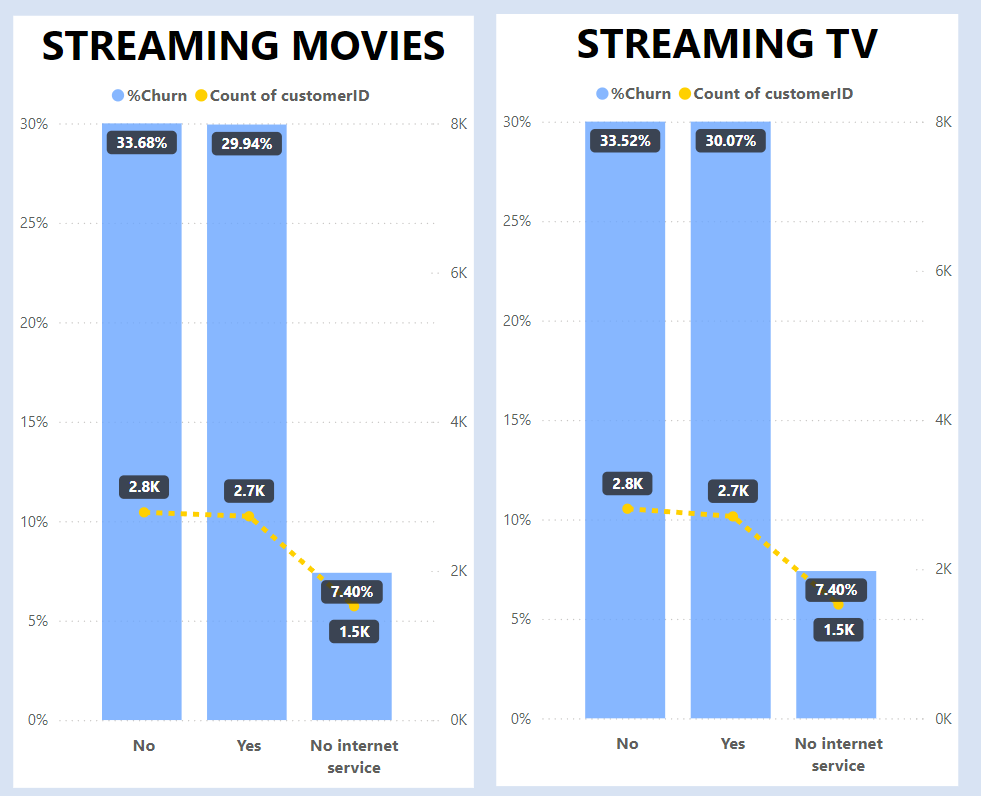 STREAMING MOVIES
%Churn Count of customerID
30%
25%
20%
15%
10%
5%
0%
8K
6K
4K
2K
0K
33.68%
29.94%
2.8K
2.7K
7.40%
1.5K
No
Yes
No internet
service
STREAMING TV
%Churn Count of customerID
30%
25%
20%
15%
10%
5%
0%
8K
6K
4K
2K
0K
33.52%
30.07%
2.8K
2.7K
7.40%
1.5K
No
Yes
No internet
service